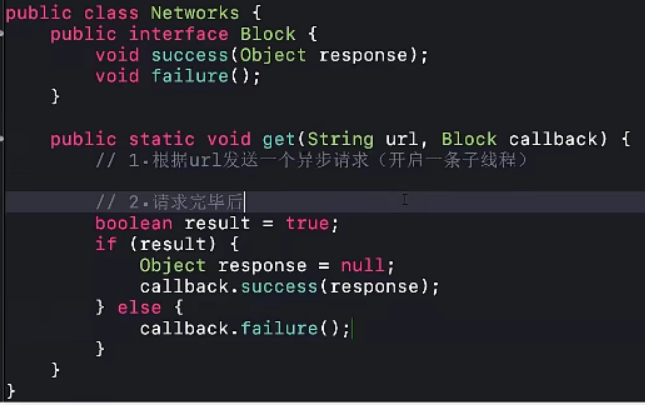 public class Networks {
public interface Block {
void success(Object response);
void failure();
}
public static void get(String url, Block callback) {
// 1.根据url发送一个异步请求（开启一条子线程）
// 2.请求完毕后
boolean result = true;
if (result) {
Object response = null;
callback.success(response);
} else {
callback.failure();
}
}
}